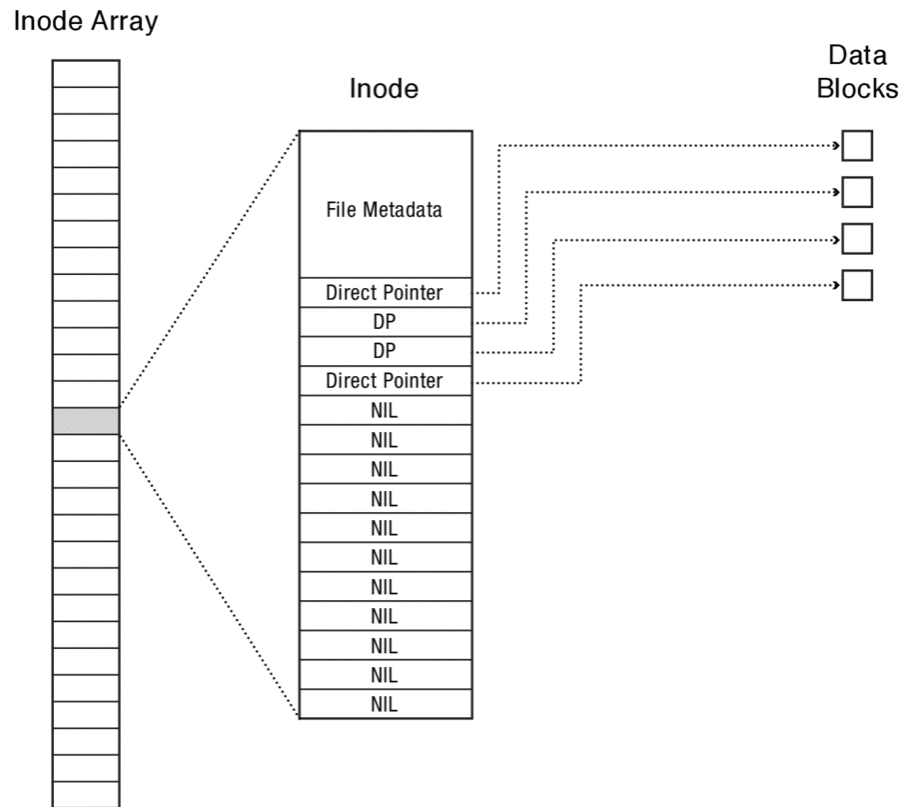 Inode Array
Inode
Data
Blocks
File Metadata
Direct Pointer
DP
DP
Direct Pointer
NIL
NIL
NIL
NIL
NIL
NIL
NIL
NIL
NIL
NIL
NIL